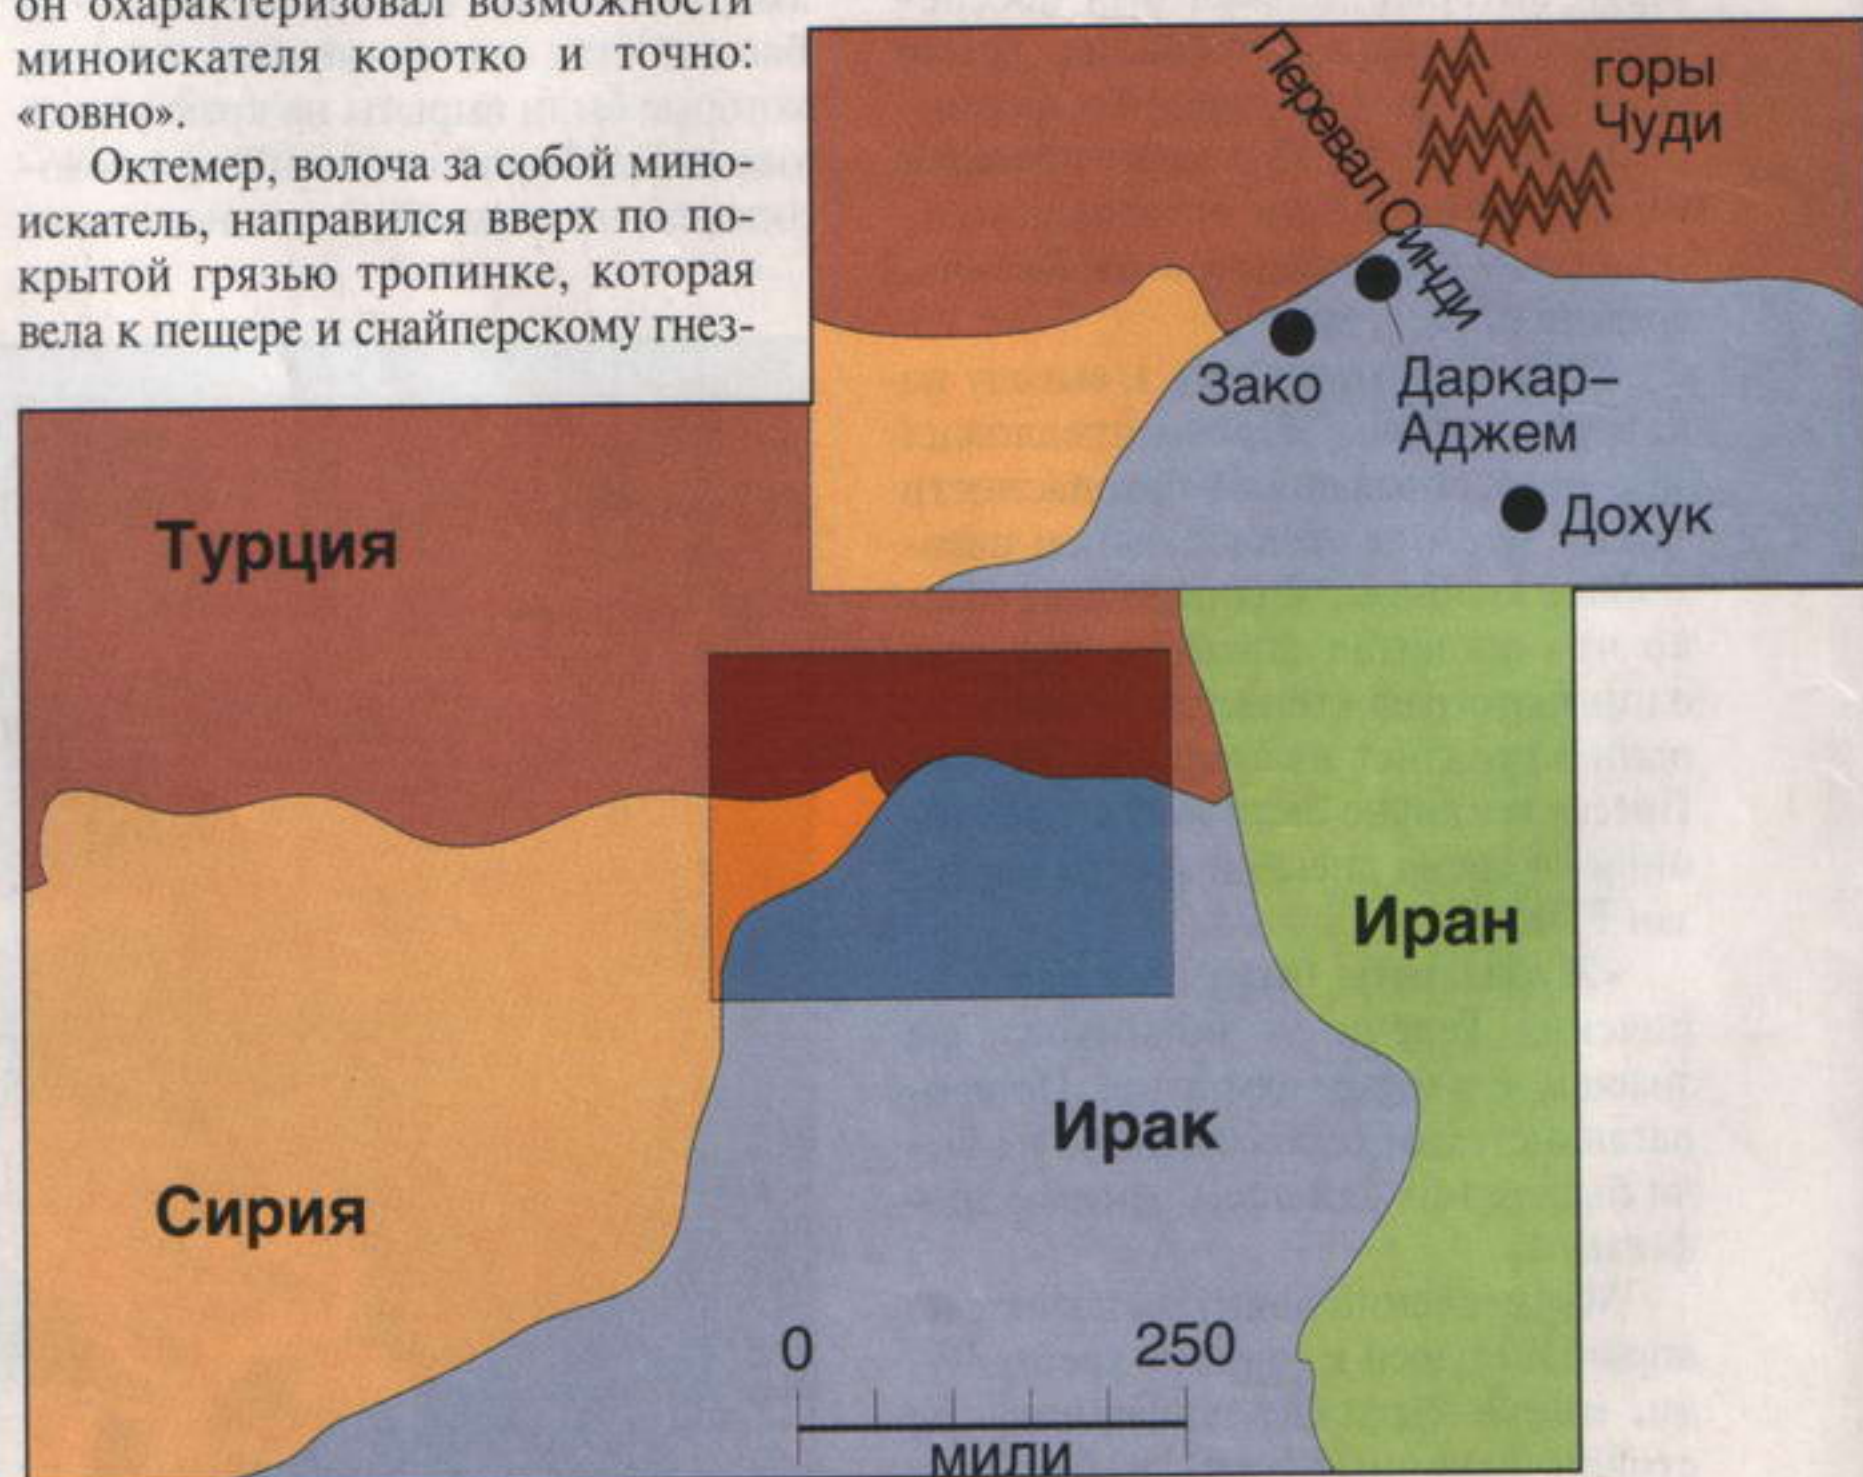 он охарактеризовал возможности
миноискателя коротко и точно:
«говно».
Октемер, волоча за собой мино-
искатель, направился вверх по по-
крытой грязью тропинке, которая
вела к пещере и снайперскому гнез-
Перевал Синди
горы
Чуди
Зако
Даркар–
Аджем
Дохук
Турция
Иран
Ирак
Сирия
0 250
мили